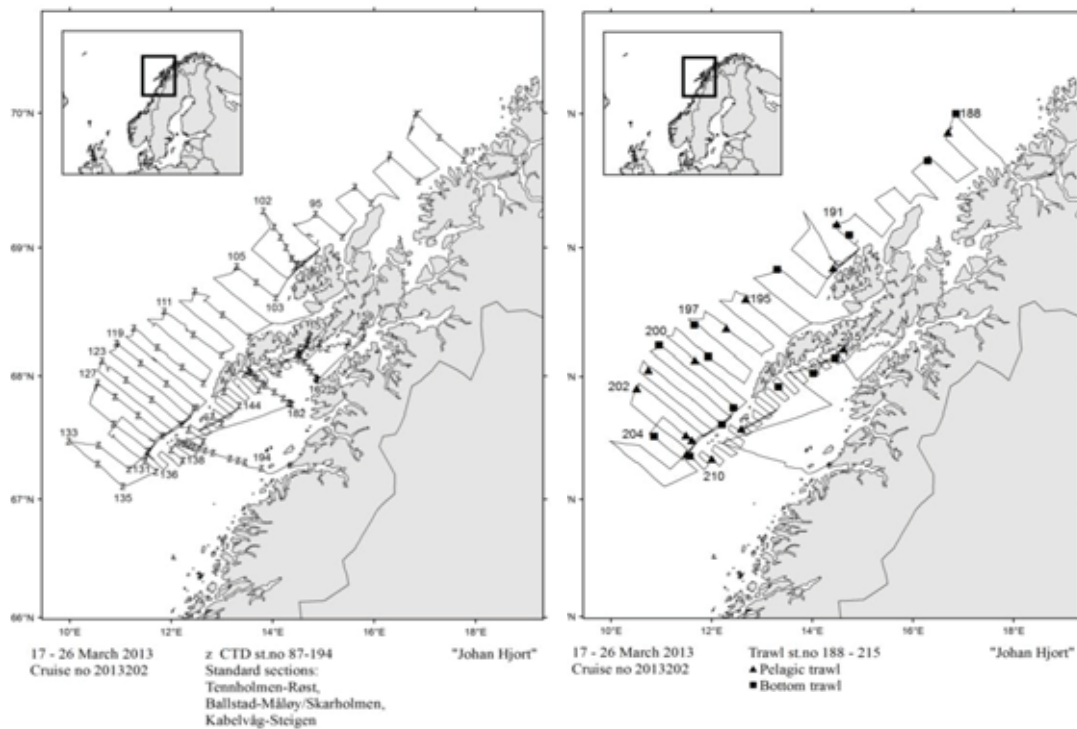 70°N
69°N
68°N
67°N
66°N
102
95
87
105
103
111
119
123
127
144
182
133
131
138
194
136
135
10°E 12°E 14°E 16°E 18°E
17 - 26 March 2013
Cruise no 2013202
z CTD st.no 87-194
Standard sections:
Tennholmen-Røst,
Ballstad-Måløy/Skarholmen,
Kabelvåg-Steigen
"Johan Hjort"
°N
188
191
195
197
200
202
204
210
10°E 12°E 14°E 16°E 18°E
17 - 26 March 2013
Cruise no 2013202
Trawl st.no 188 - 215
Pelagic trawl
Bottom trawl
"Johan Hjort"